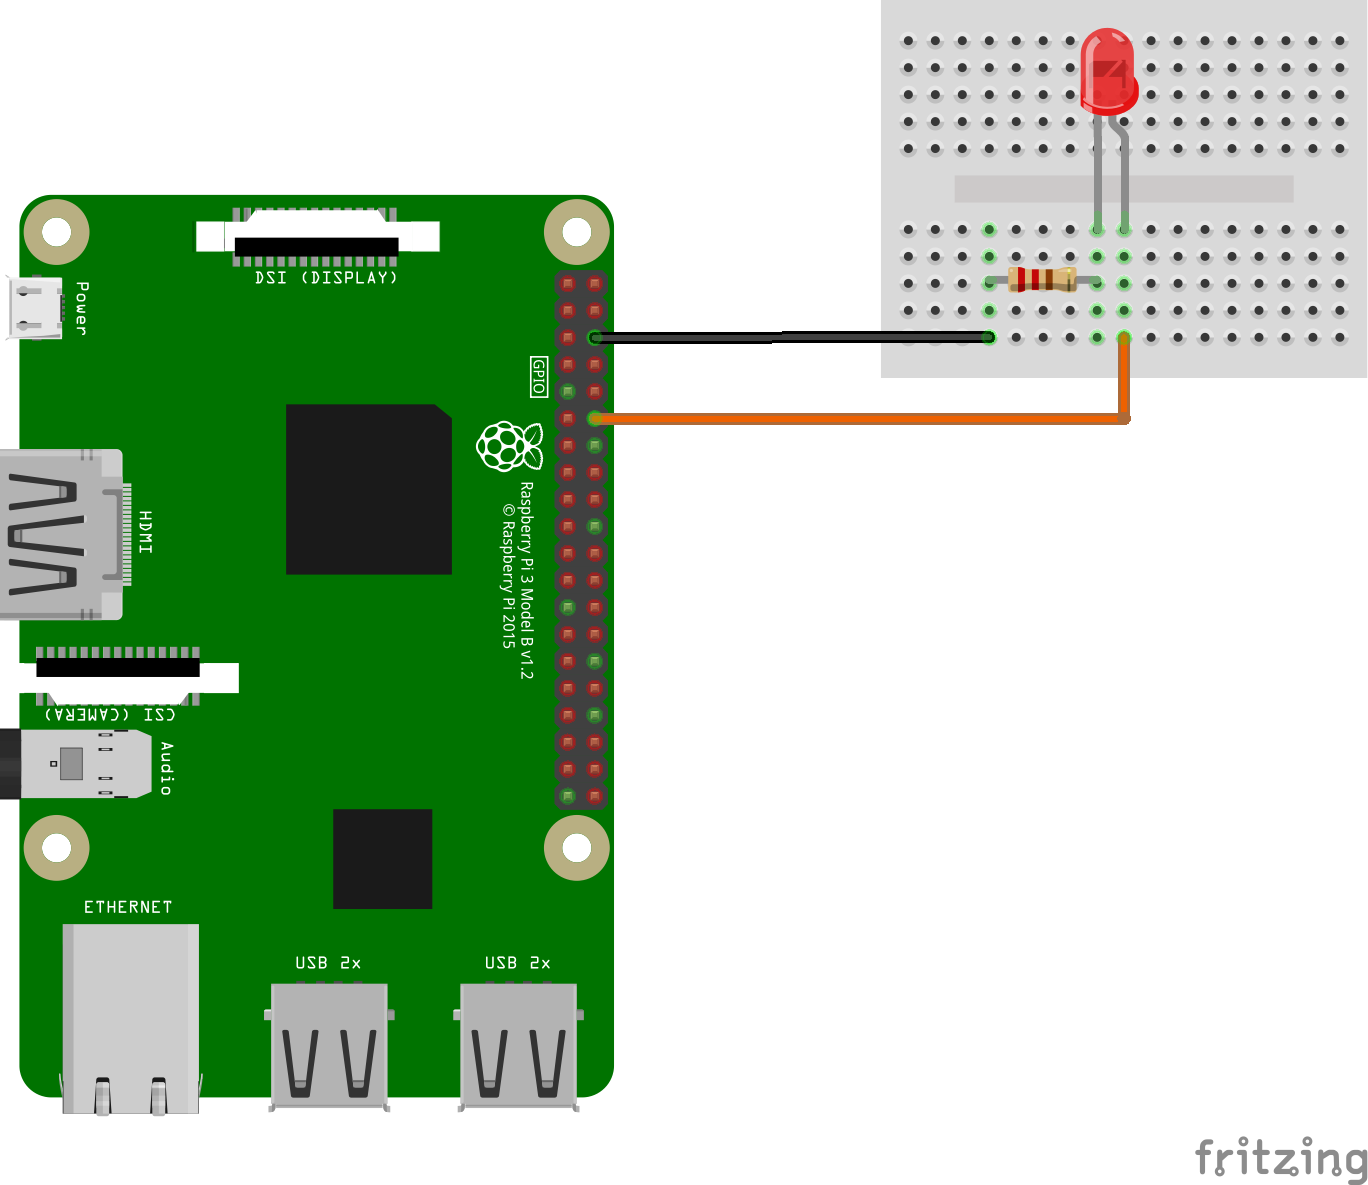 DSI (DISPLAY)
Power
GPIO
HDMI
Raspberry Pi 3 Model B v1.2
© Raspberry Pi 2015
CSI (CAMERA)
Audio
ETHERNET
USB 2x
USB 2x
fritzing